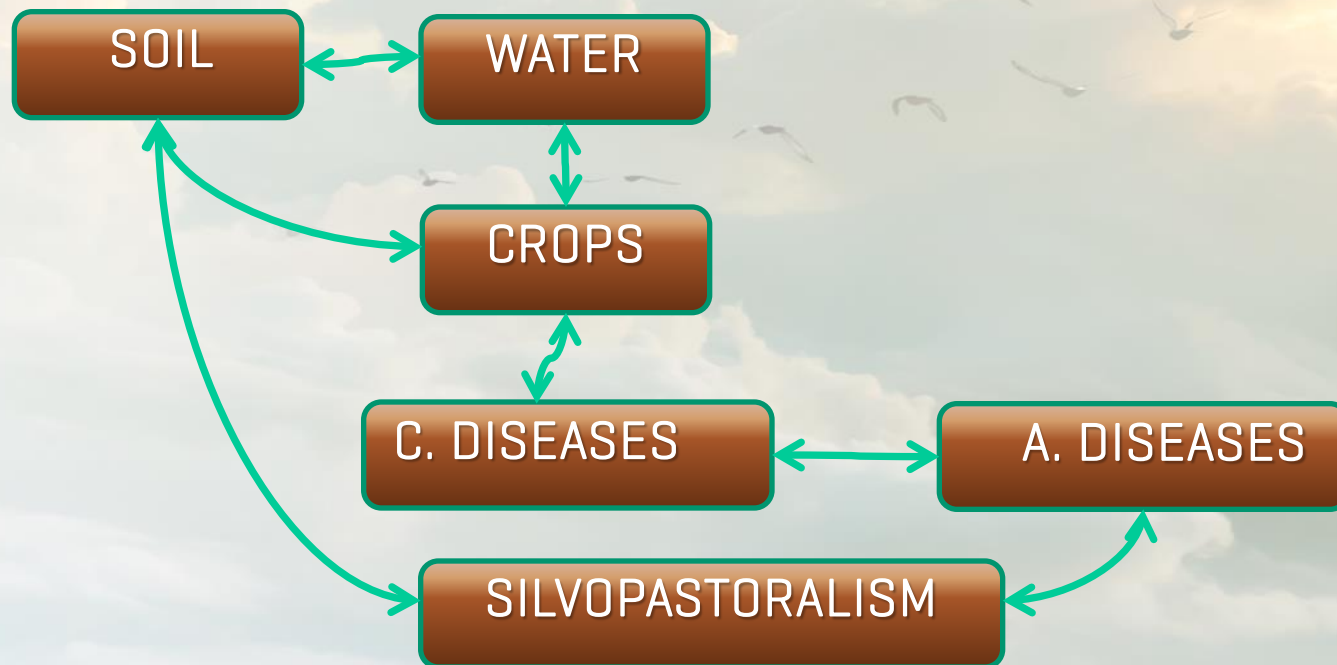 SOIL
WATER
CROPS
C. DISEASES
A. DISEASES
SILVOPASTORALISM